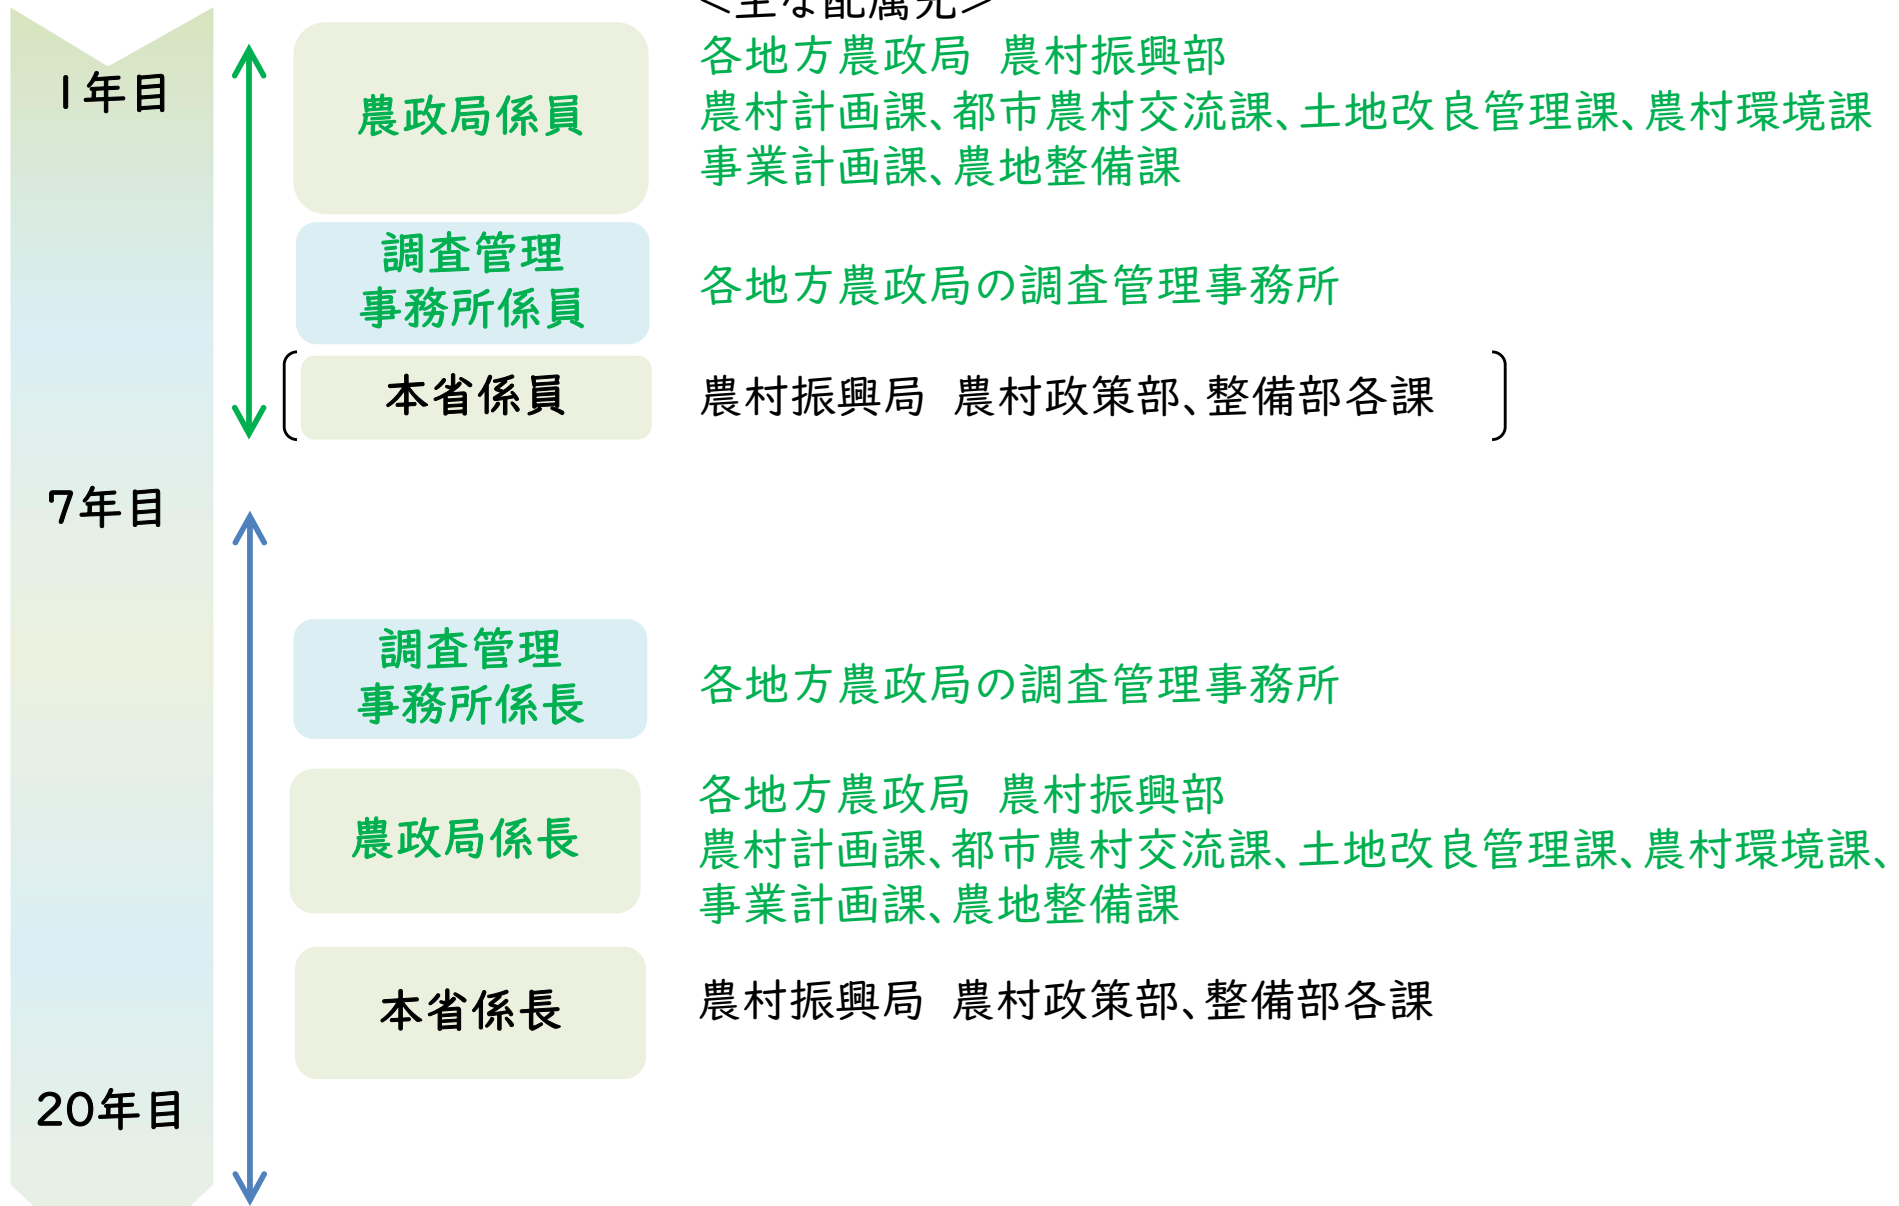 <主な配属先>
1年目
農政局係員
各地方農政局 農村振興部
農村計画課、都市農村交流課、土地改良管理課、農村環境課
事業計画課、農地整備課
調査管理
事務所係員
各地方農政局の調査管理事務所
本省係員
農村振興局 農村政策部、整備部各課
7年目
調査管理
事務所係長
各地方農政局の調査管理事務所
農政局係長
各地方農政局 農村振興部
農村計画課、都市農村交流課、土地改良管理課、農村環境課、
事業計画課、農地整備課
本省係長
農村振興局 農村政策部、整備部各課
20年目